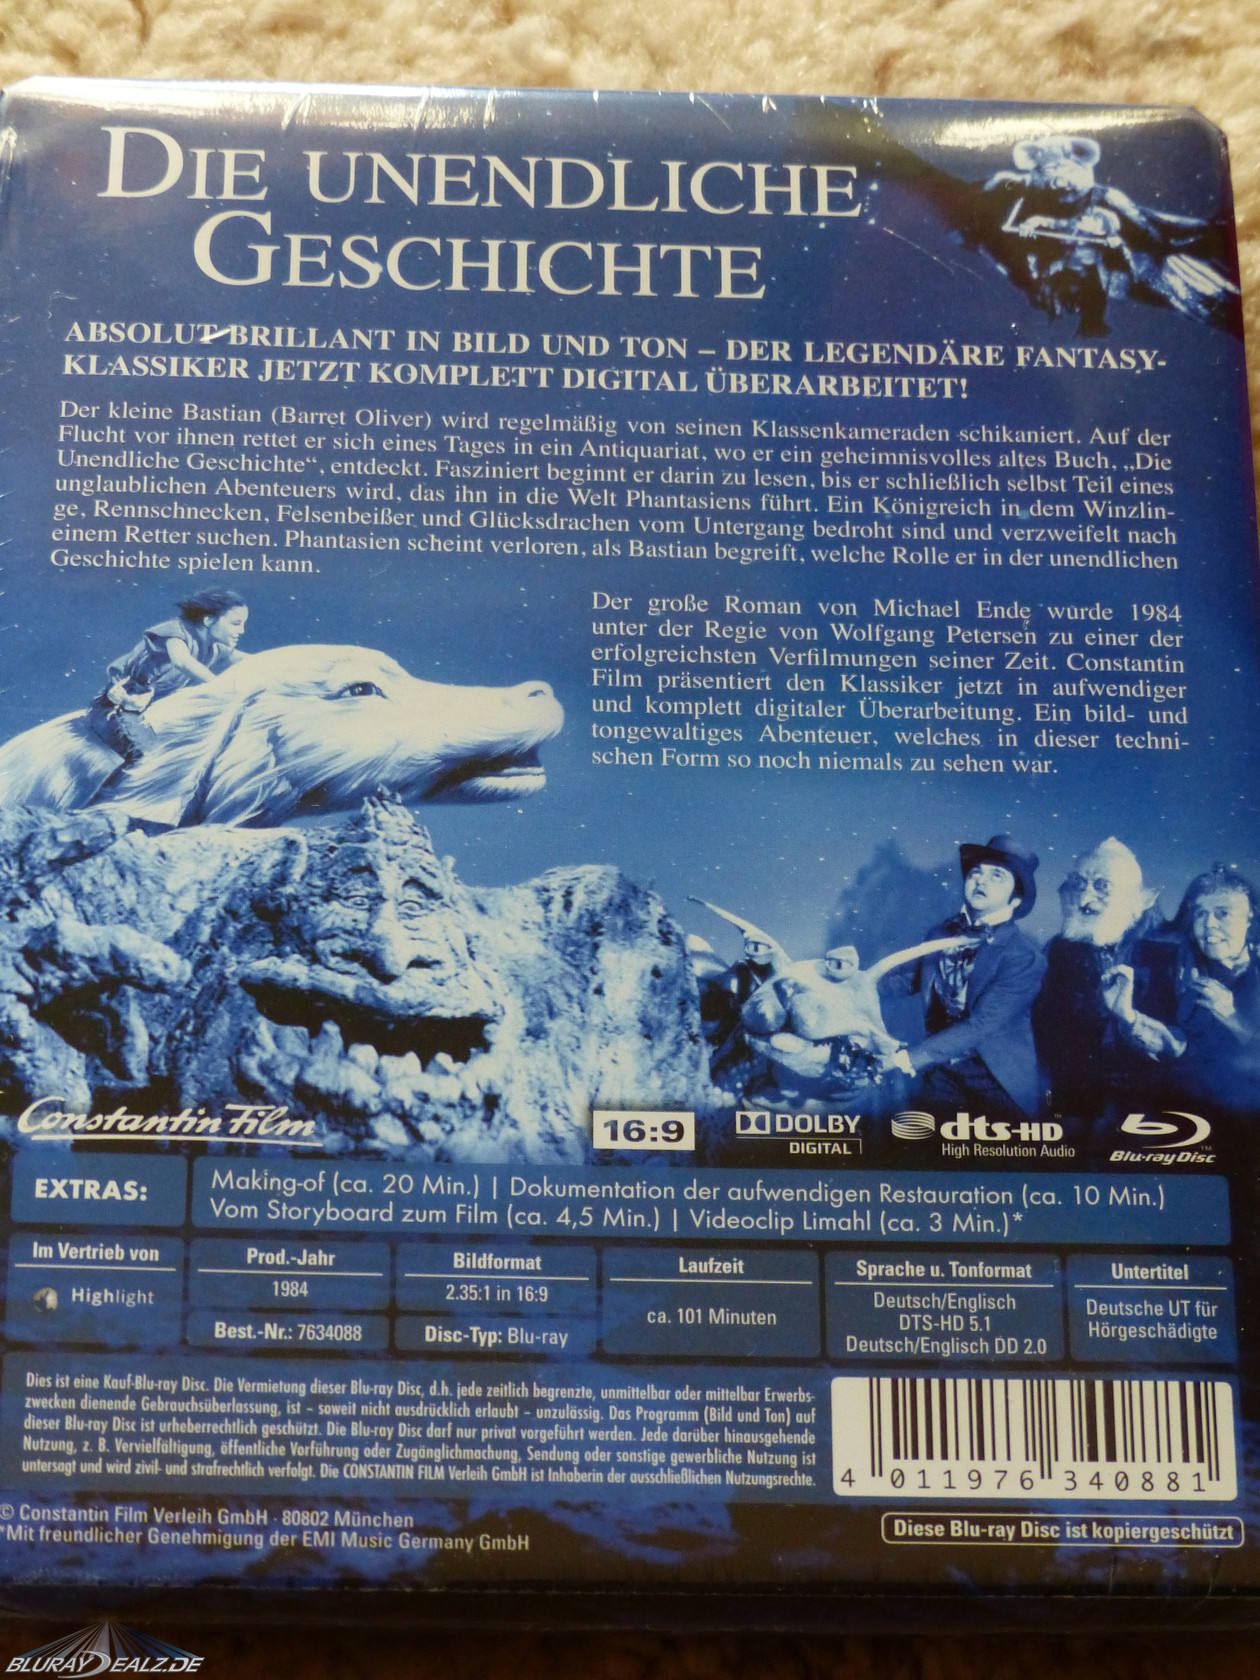 DIE UNENDLICHE
GESCHICHTE
ABSOLUT BRILLANT IN BILD UND TON – DER LEGENDÄRE FANTASY-
KLASSIKER JETZT KOMPLETT DIGITAL ÜBERARBEITET!
Der kleine Bastian (Barret Oliver) wird regelmäßig von seinen Klassenkameraden schikaniert. Auf der
Flucht vor ihnen rettet er sich eines Tages in ein Antiquariat, wo er ein geheimnisvolles altes Buch, „Die
Unendliche Geschichte“, entdeckt. Fasziniert beginnt er darin zu lesen, bis er schließlich selbst Teil eines
unglaublichen Abenteuers wird, das ihn in die Welt Phantasiens führt. Ein Königreich in dem Winzlin-
ge, Rennschnecken, Felsenbeißer und Glücksdrachen vom Untergang bedroht sind und verzweifelt nach
einem Retter suchen. Phantasien scheint verloren, als Bastian begreift, welche Rolle er in der unendlichen
Geschichte spielen kann.
Der große Roman von Michael Ende wurde 1984
unter der Regie von Wolfgang Petersen zu einer der
erfolgreichsten Verfilmungen seiner Zeit. Constantin
Film präsentiert den Klassiker jetzt in aufwendiger
und komplett digitaler Überarbeitung. Ein bild- und
tongewaltiges Abenteuer, welches in dieser techni-
schen Form so noch niemals zu sehen war.
Constantin Film
16:9
DOLBY
DIGITAL
dts-HD
High Resolution Audio
Blu-ray Disc
EXTRAS:
Making-of (ca. 20 Min.) | Dokumentation der aufwendigen Restauration (ca. 10 Min.)
Vom Storyboard zum Film (ca. 4,5 Min.) | Videoclip Limahl (ca. 3 Min.)*
Im Vertrieb von
Highlight
Prod.-Jahr
1984
Best.-Nr.: 7634088
Bildformat
2.35:1 in 16:9
Disc-Typ: Blu-ray
Laufzeit
ca. 101 Minuten
Sprache u. Tonformat
Deutsch/Englisch
DTS-HD 5.1
Deutsch/Englisch DD 2.0
Untertitel
Deutsche UT für
Hörgeschädigte
Dies ist eine Kauf-Blu-ray Disc. Die Vermietung dieser Blu-ray Disc, d.h. jede zeitlich begrenzte, unmittelbar oder mittelbar Erwerbs-
zwecken dienende Gebrauchsüberlassung, ist – soweit nicht ausdrücklich erlaubt – unzulässig. Das Programm (Bild und Ton) auf
dieser Blu-ray Disc ist urheberrechtlich geschützt. Die Blu-ray Disc darf nur privat vorgeführt werden. Jede darüber hinausgehende
Nutzung, z. B. Vervielfältigung, öffentliche Vorführung oder Zugänglichmachung, Sendung oder sonstige gewerbliche Nutzung ist
untersagt und wird zivil- und strafrechtlich verfolgt. Die CONSTANTIN FILM Verleih GmbH ist Inhaberin der ausschließlichen Nutzungsrechte.
4 011976 340881
© Constantin Film Verleih GmbH · 80802 München
*Mit freundlicher Genehmigung der EMI Music Germany GmbH
Diese Blu-ray Disc ist kopiergeschützt
BLURAYDEALZ.DE